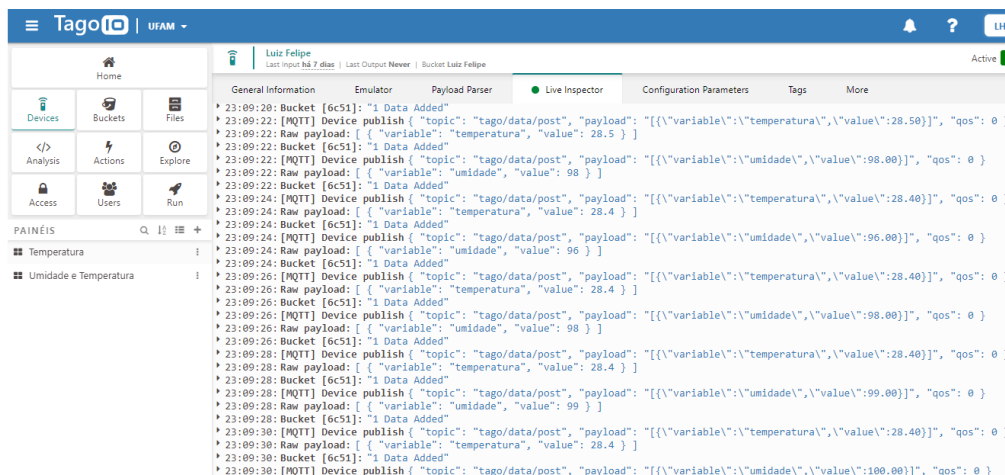 TagoIO | UFAM
LH
Home
Devices
Buckets
Files
Analysis
Actions
Explore
Access
Users
Run
PAINÉIS
Temperatura
Umidade e Temperatura
Luiz Felipe
Last Input há 7 dias | Last Output Never | Bucket Luiz Felipe
Active
General Information Emulator Payload Parser Live Inspector Configuration Parameters Tags More
23:09:20: Bucket [6c51]: "1 Data Added"
23:09:22: [MQTT] Device publish { "topic": "tago/data/post", "payload": "[{\"variable\":\"temperatura\",\"value\":28.50}]", "qos": 0
23:09:22: Raw payload: [ { "variable": "temperatura", "value": 28.5 } ]
23:09:22: Bucket [6c51]: "1 Data Added"
23:09:22: [MQTT] Device publish { "topic": "tago/data/post", "payload": "[{\"variable\":\"umidade\",\"value\":98.00}]", "qos": 0 }
23:09:22: Raw payload: [ { "variable": "umidade", "value": 98 } ]
23:09:22: Bucket [6c51]: "1 Data Added"
23:09:24: [MQTT] Device publish { "topic": "tago/data/post", "payload": "[{\"variable\":\"temperatura\",\"value\":28.40}]", "qos": 0
23:09:24: Raw payload: [ { "variable": "temperatura", "value": 28.4 } ]
23:09:24: Bucket [6c51]: "1 Data Added"
23:09:24: [MQTT] Device publish { "topic": "tago/data/post", "payload": "[{\"variable\":\"umidade\",\"value\":96.00}]", "qos": 0 }
23:09:24: Raw payload: [ { "variable": "umidade", "value": 96 } ]
23:09:24: Bucket [6c51]: "1 Data Added"
23:09:26: [MQTT] Device publish { "topic": "tago/data/post", "payload": "[{\"variable\":\"temperatura\",\"value\":28.40}]", "qos": 0
23:09:26: Raw payload: [ { "variable": "temperatura", "value": 28.4 } ]
23:09:26: Bucket [6c51]: "1 Data Added"
23:09:26: [MQTT] Device publish { "topic": "tago/data/post", "payload": "[{\"variable\":\"umidade\",\"value\":98.00}]", "qos": 0 }
23:09:26: Raw payload: [ { "variable": "umidade", "value": 98 } ]
23:09:26: Bucket [6c51]: "1 Data Added"
23:09:28: [MQTT] Device publish { "topic": "tago/data/post", "payload": "[{\"variable\":\"temperatura\",\"value\":28.40}]", "qos": 0
23:09:28: Raw payload: [ { "variable": "temperatura", "value": 28.4 } ]
23:09:28: Bucket [6c51]: "1 Data Added"
23:09:28: [MQTT] Device publish { "topic": "tago/data/post", "payload": "[{\"variable\":\"umidade\",\"value\":99.00}]", "qos": 0 }
23:09:28: Raw payload: [ { "variable": "umidade", "value": 99 } ]
23:09:28: Bucket [6c51]: "1 Data Added"
23:09:30: [MQTT] Device publish { "topic": "tago/data/post", "payload": "[{\"variable\":\"temperatura\",\"value\":28.40}]", "qos": 0
23:09:30: Raw payload: [ { "variable": "temperatura", "value": 28.4 } ]
23:09:30: Bucket [6c51]: "1 Data Added"
23:09:30: [MQTT] Device publish { "topic": "tago/data/post", "payload": "[{\"variable\":\"umidade\",\"value\":100.00}]", "qos": 0 }